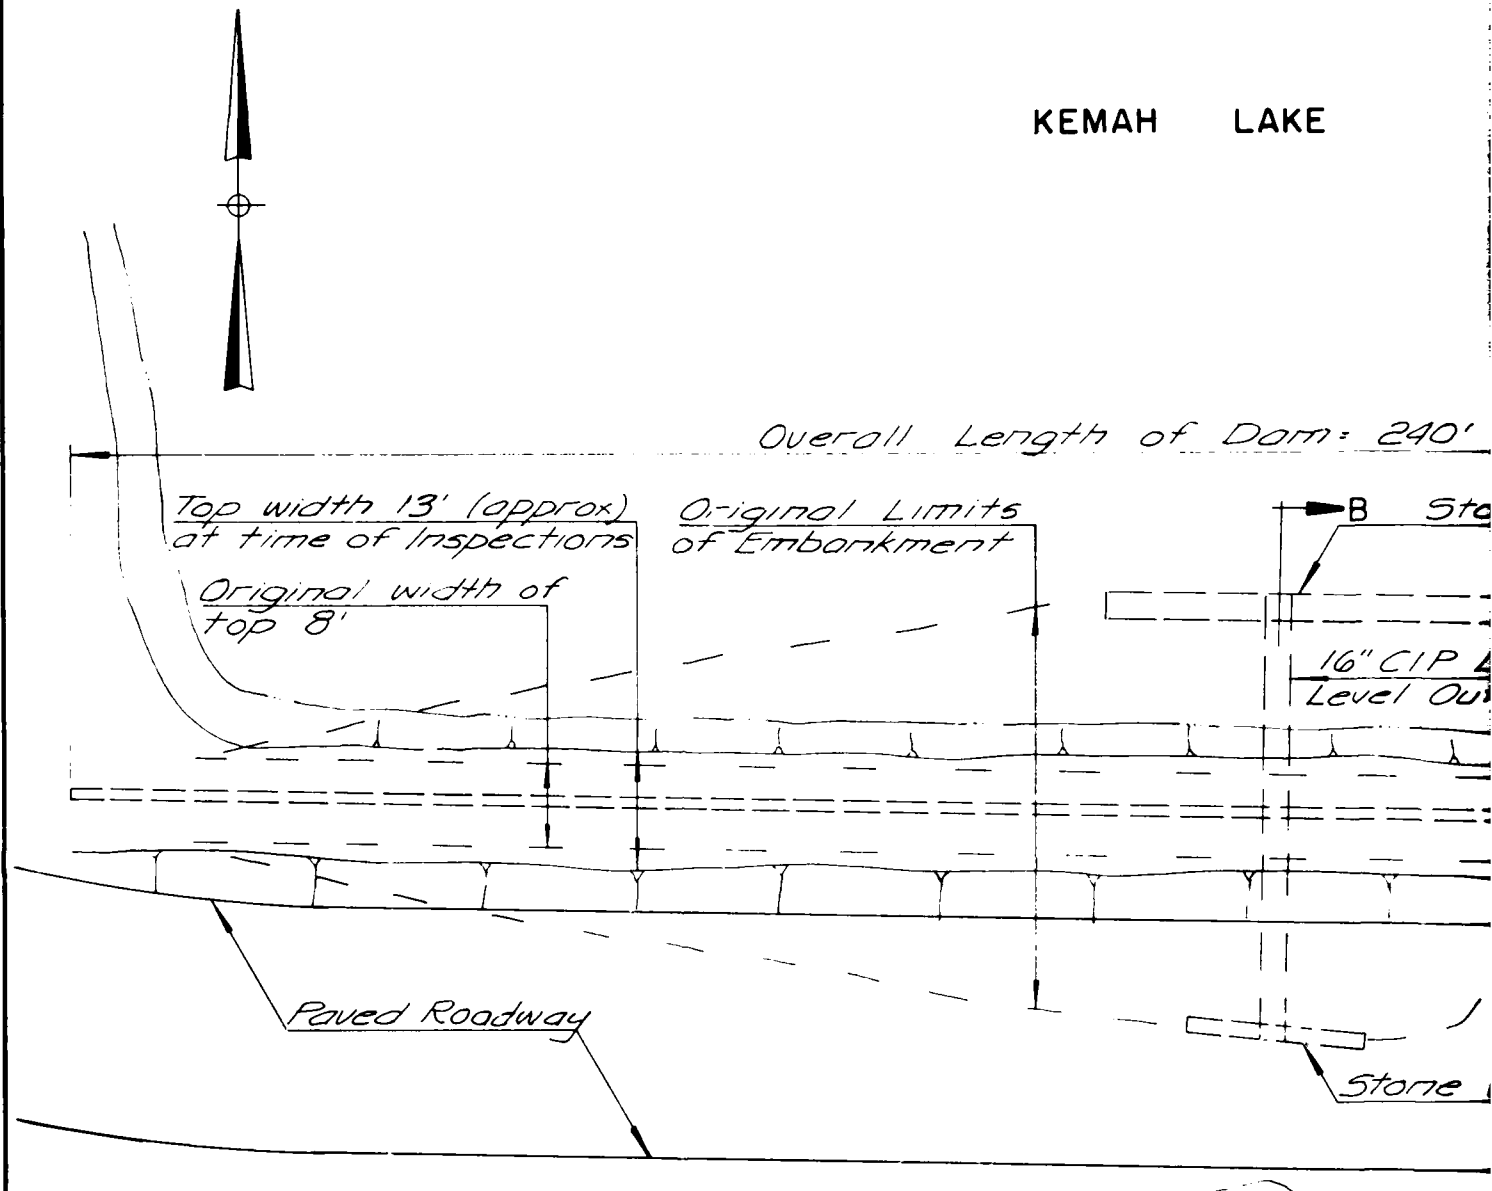 KEMAH LAKE
Overall Length of Dam: 240'
Top width 13' (approx)
at time of Inspections
Original Limits
of Embankment
B
Original width of
top 8'
16" CIP
Level
Paved Roadway
Stone